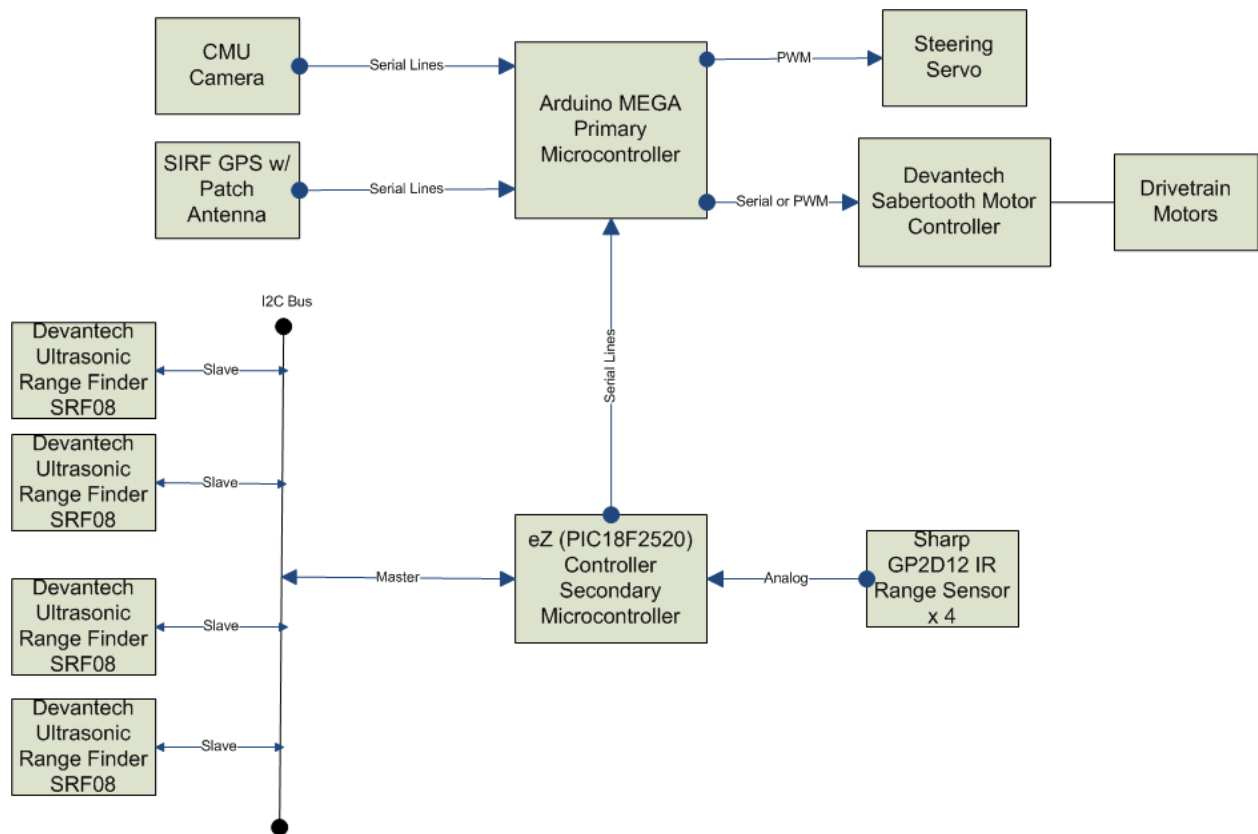 CMU
Camera
Serial Lines
Arduino MEGA
Primary
Microcontroller
PWM
Steering
Servo
SIRF GPS w/
Patch
Antenna
Serial Lines
Serial or PWM
Devantech
Sabertooth Motor
Controller
Drivetrain
Motors
I2C Bus
Devantech
Ultrasonic
Range Finder
SRF08
Slave
Serial Lines
Devantech
Ultrasonic
Range Finder
SRF08
Slave
eZ (PIC18F2520)
Controller
Secondary
Microcontroller
Master
Analog
Sharp
GP2D12 IR
Range Sensor
x 4
Devantech
Ultrasonic
Range Finder
SRF08
Slave
Devantech
Ultrasonic
Range Finder
SRF08
Slave